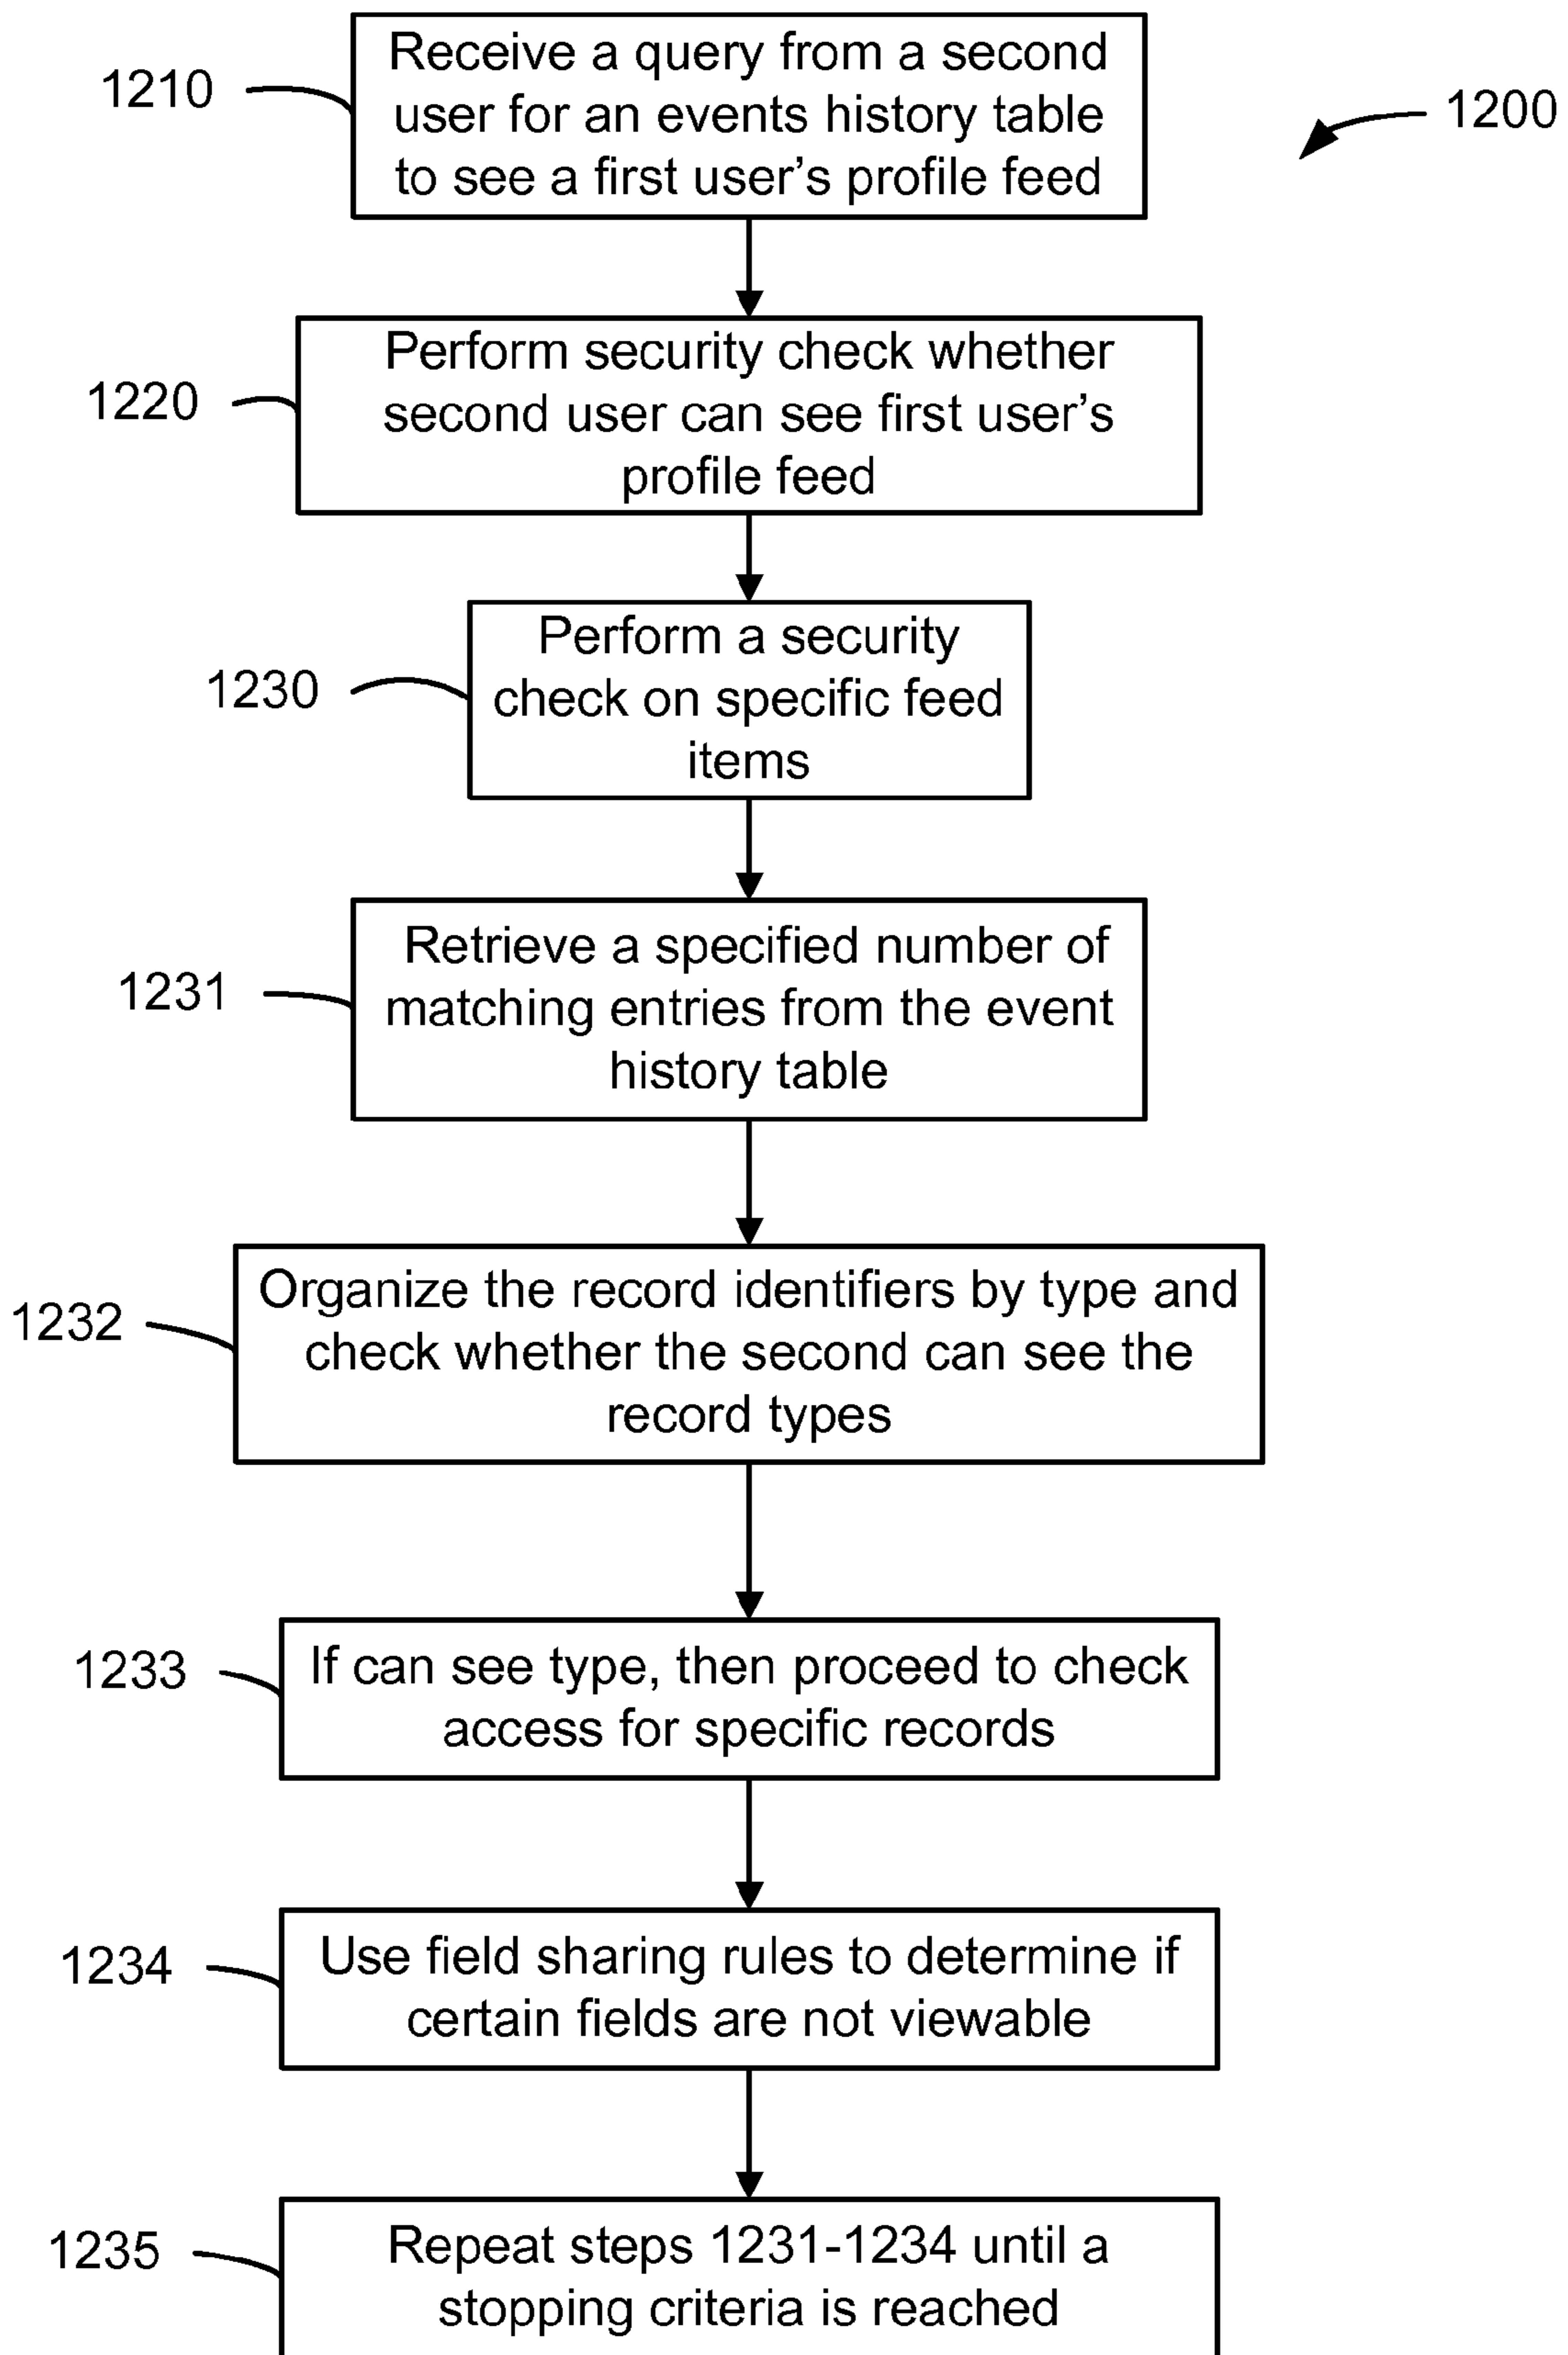 1200
1210
Receive a query from a second
user for an events history table
to see a first user's profile feed
1220
Perform security check whether
second user can see first user's
profile feed
1230
Perform a security
check on specific feed
items
1231
Retrieve a specified number of
matching entries from the event
history table
1232
Organize the record identifiers by type and
check whether the second can see the
record types
1233
If can see type, then proceed to check
access for specific records
1234
Use field sharing rules to determine if
certain fields are not viewable
1235
Repeat steps 1231-1234 until a
stopping criteria is reached